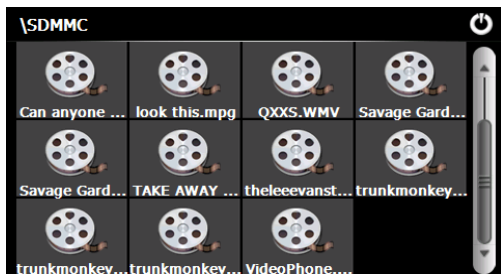 \SDMMC
Can anyone ...
look this.mpg
QXXS.WMV
Savage Gard...
Savage Gard...
TAKE AWAY ...
theleeevanst...
trunkmonkey...
trunkmonkey...
trunkmonkey...
VideoPhone....